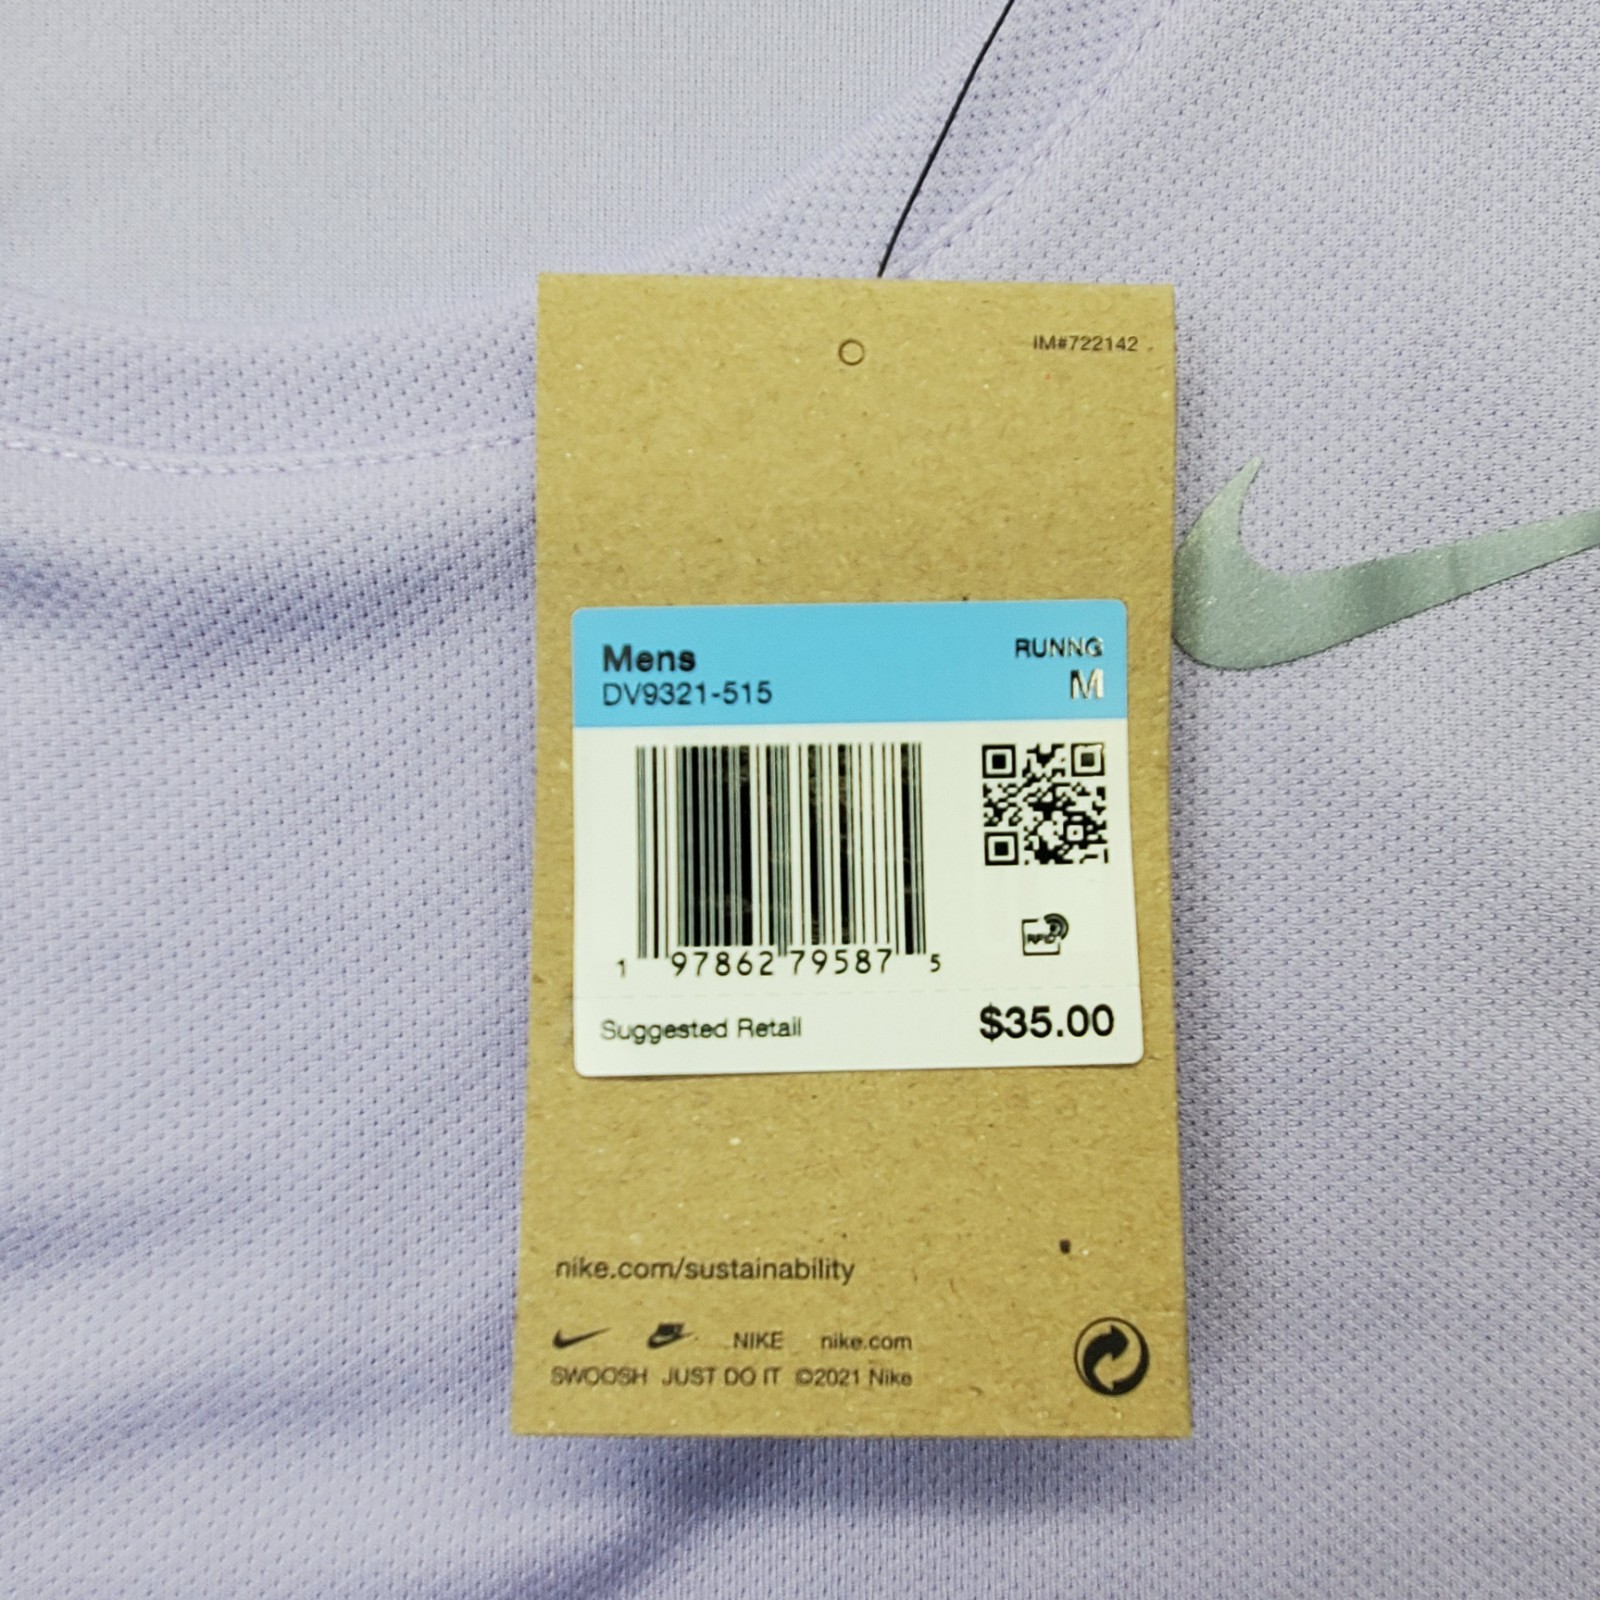 IM#722142
Mens RUNNG
DV9321-515 M
1 97862 79587 5
RFID
Suggested Retail $35.00
nike.com/sustainability
NIKE nike.com
SWOOSH JUST DO IT ©2021 Nike